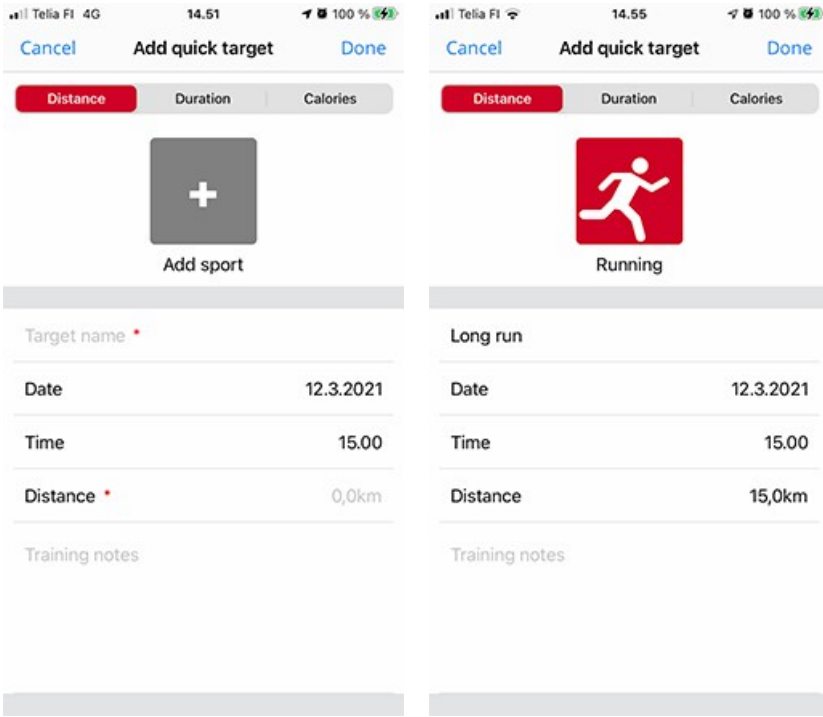 Telia FI 4G 14.51 100 %
Cancel Add quick target Done
Distance Duration Calories
Add sport
Target name *
Date 12.3.2021
Time 15.00
Distance * 0,0km
Training notes
Telia FI 14.55 100 %
Cancel Add quick target Done
Distance Duration Calories
Running
Long run
Date 12.3.2021
Time 15.00
Distance 15,0km
Training notes